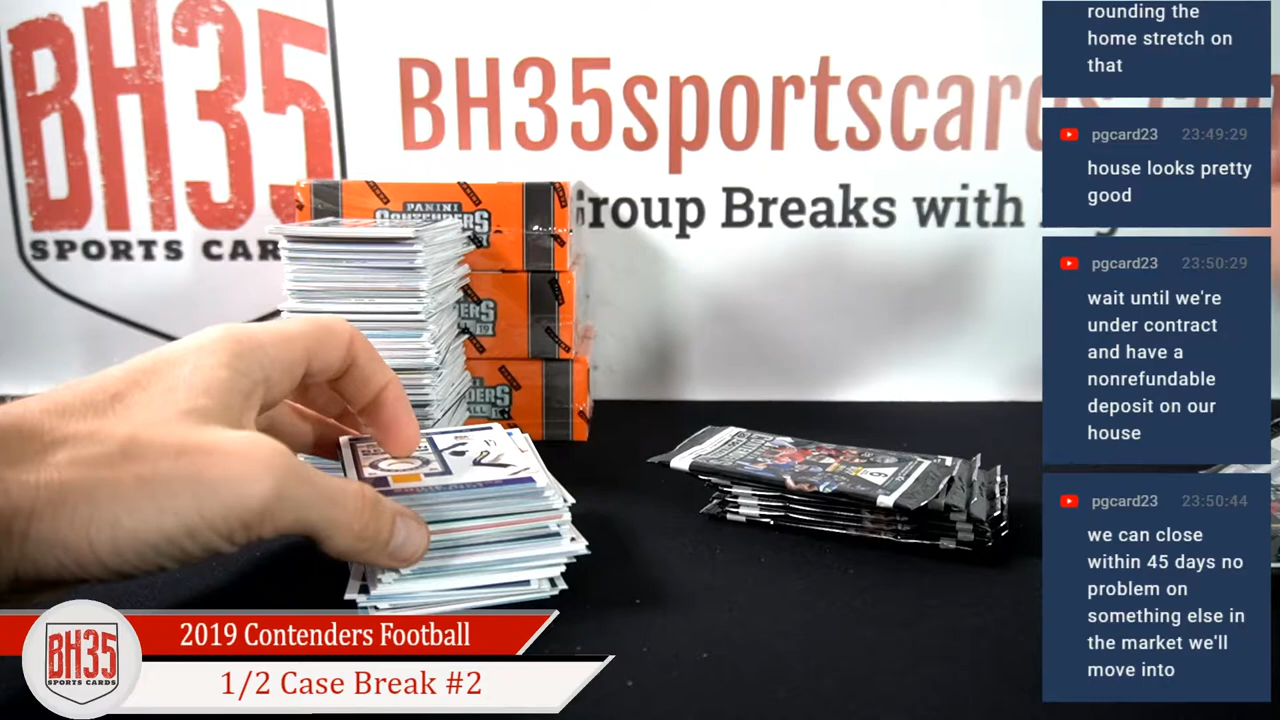 BH35
SPORTS CAR
BH35sportscar
Group Breaks with
PANINI
CONTENDERS
rounding the
home stretch on
that
pgcard23 23:49:29
house looks pretty
good
pgcard23 23:50:29
wait until we're
under contract
and have a
nonrefundable
deposit on our
house
pgcard23 23:50:44
we can close
within 45 days no
problem on
something else in
the market we'll
move into
2019 Contenders Football
1/2 Case Break #2
BH35
SPORTS CARDS